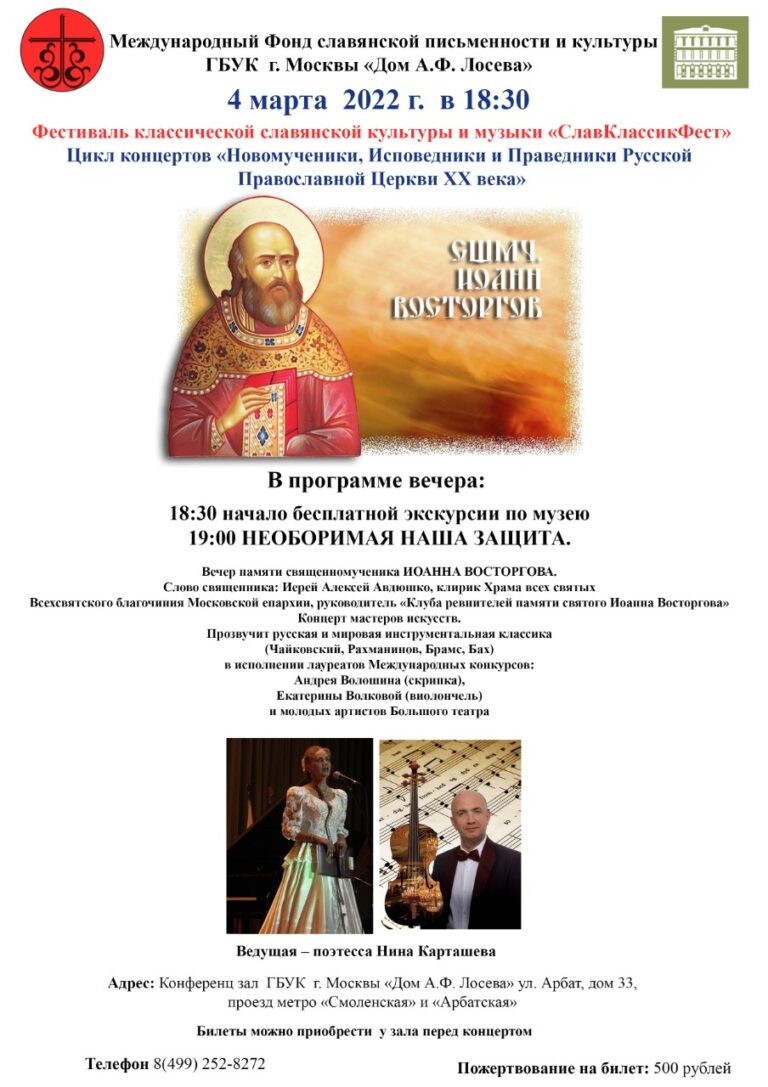 Международный Фонд славянской письменности и культуры
ГБУК г. Москвы «Дом А.Ф. Лосева»
4 марта 2022 г. в 18:30
Фестиваль классической славянской культуры и музыки «СлавКлассикФест»
Цикл концертов «Новомученики, Исповедники и Праведники Русской
Православной Церкви XX века»
СЩМЧ.
ИОАНН
ВОСТОРГОВ
В программе вечера:
18:30 начало бесплатной экскурсии по музею
19:00 НЕОБОРИМАЯ НАША ЗАЩИТА.
Вечер памяти священномученика ИОАННА ВОСТОРГОВА.
Слово священника: Иерей Алексей Авдюшко, клирик Храма всех святых
Всехсвятского благочиния Московской епархии, руководитель «Клуба ревнителей памяти святого Иоанна Восторгова»
Концерт мастеров искусств.
Прозвучит русская и мировая инструментальная классика
(Чайковский, Рахманинов, Брамс, Бах)
в исполнении лауреатов Международных конкурсов:
Андрея Волошина (скрипка),
Екатерины Волковой (виолончель)
и молодых артистов Большого театра
Ведущая – поэтесса Нина Карташева
Адрес: Конференц зал ГБУК г. Москвы «Дом А.Ф. Лосева» ул. Арбат, дом 33,
проезд метро «Смоленская» и «Арбатская»
Билеты можно приобрести у зала перед концертом
Телефон 8(499) 252-8272
Пожертвование на билет: 500 рублей